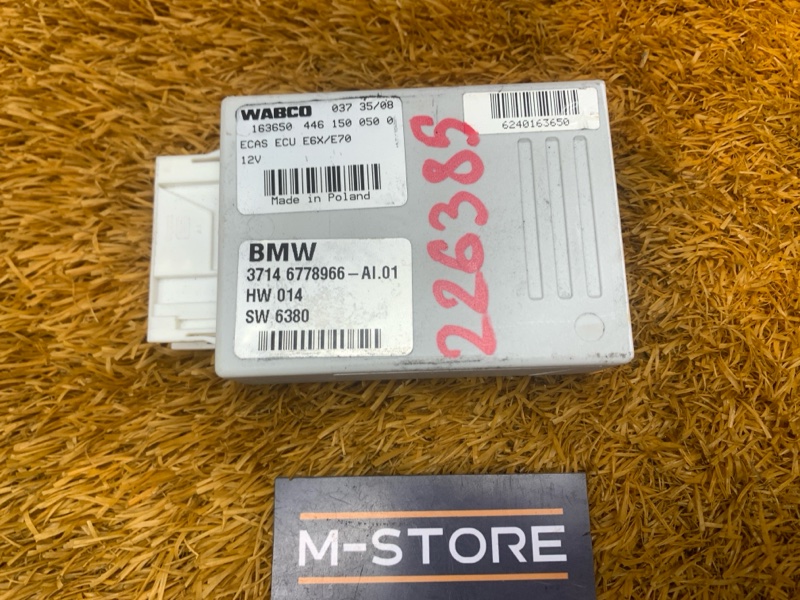 WABCO 037 35/08
163650 446 150 050 0
ECAS ECU E6X/E70
12V
Made in Poland
6240163650
BMW
3714 6778966-AI.01
HW 014
SW 6380
226385
M-STORE